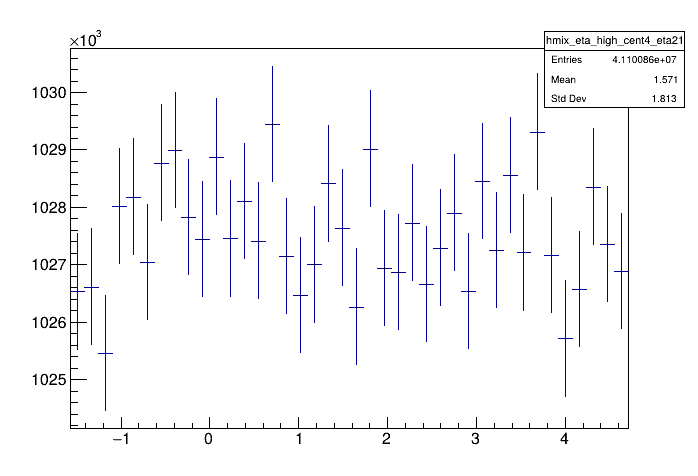 ×10³
hmix_eta_high_cent4_eta21
Entries 4.110086e+07
Mean 1.571
Std Dev 1.813
1030
1029
1028
1027
1026
1025
−1 0 1 2 3 4